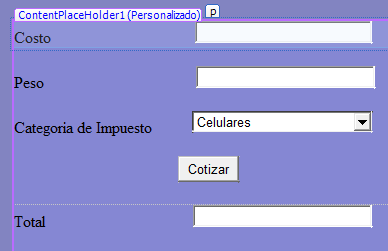 ContentPlaceHolder1 (Personalizado) p
Costo
Peso
Categoria de Impuesto Celulares
Cotizar
Total